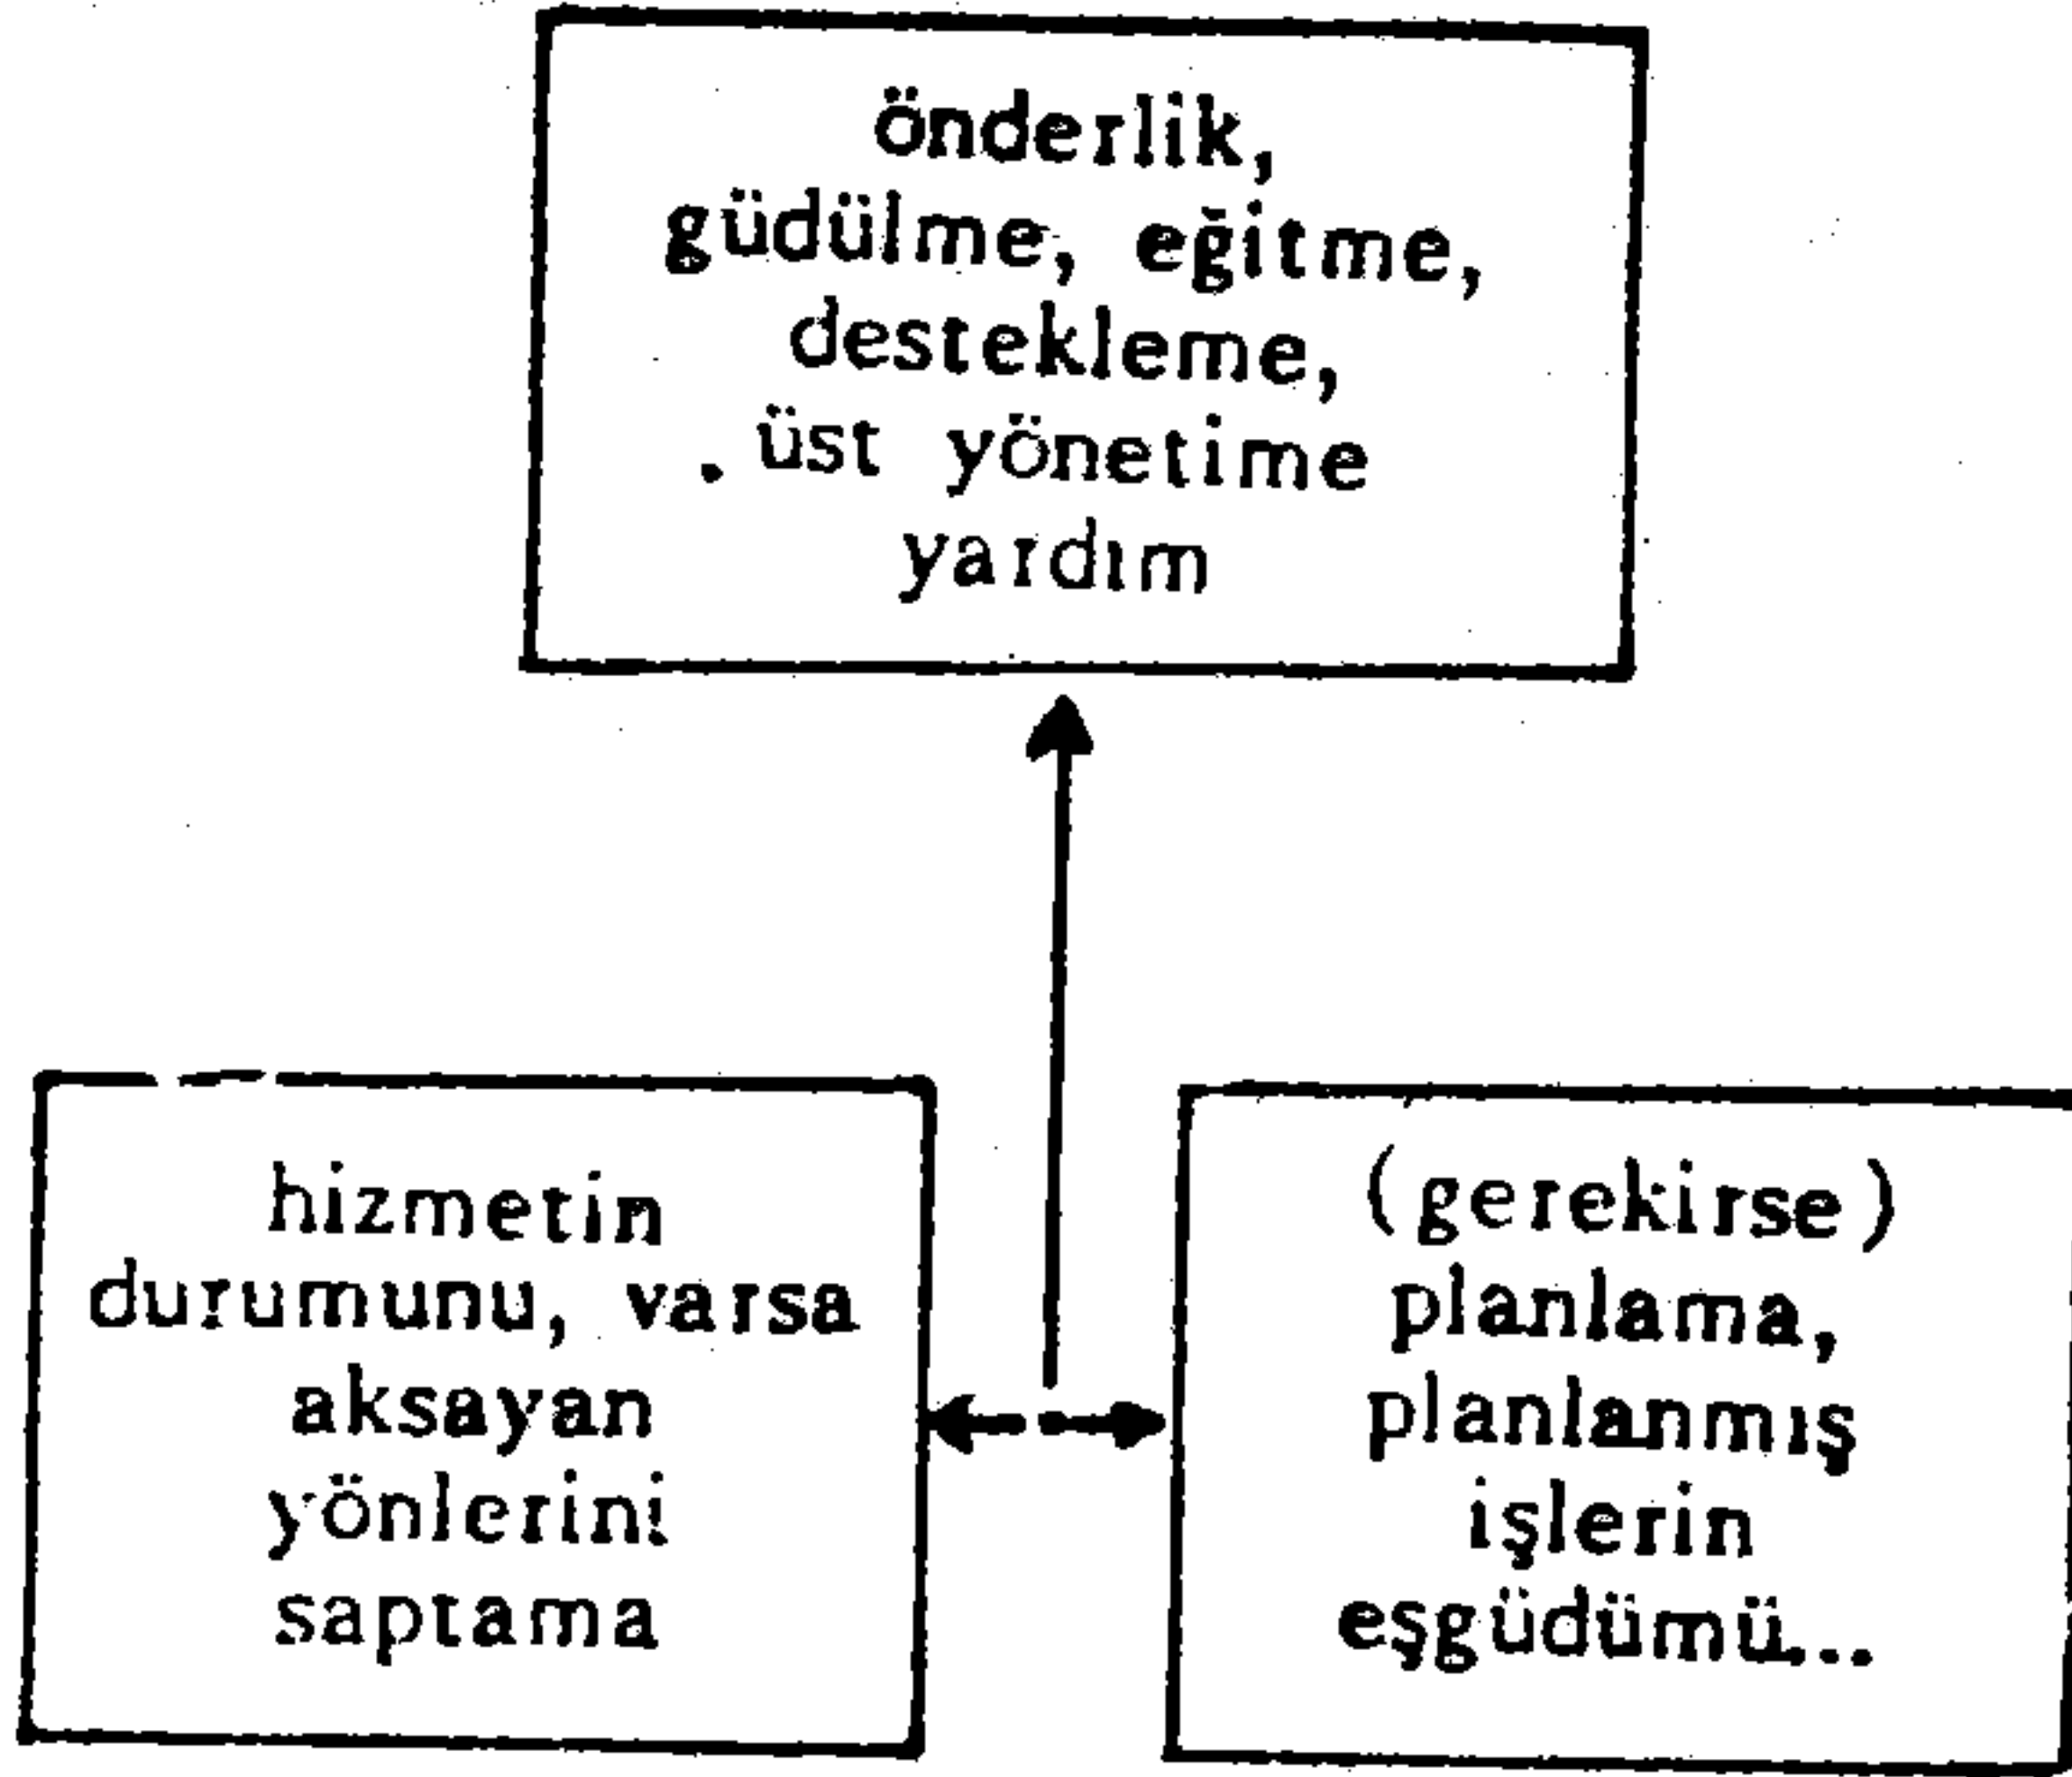 önderlik,
güdülme, eğitme,
destekleme,
üst yönetime
yardım
hizmetin
durumunu, varsa
aksayan
yönlerini
saptama
(gerekirse)
planlama,
planlanmış
işlerin
eşgüdümü...